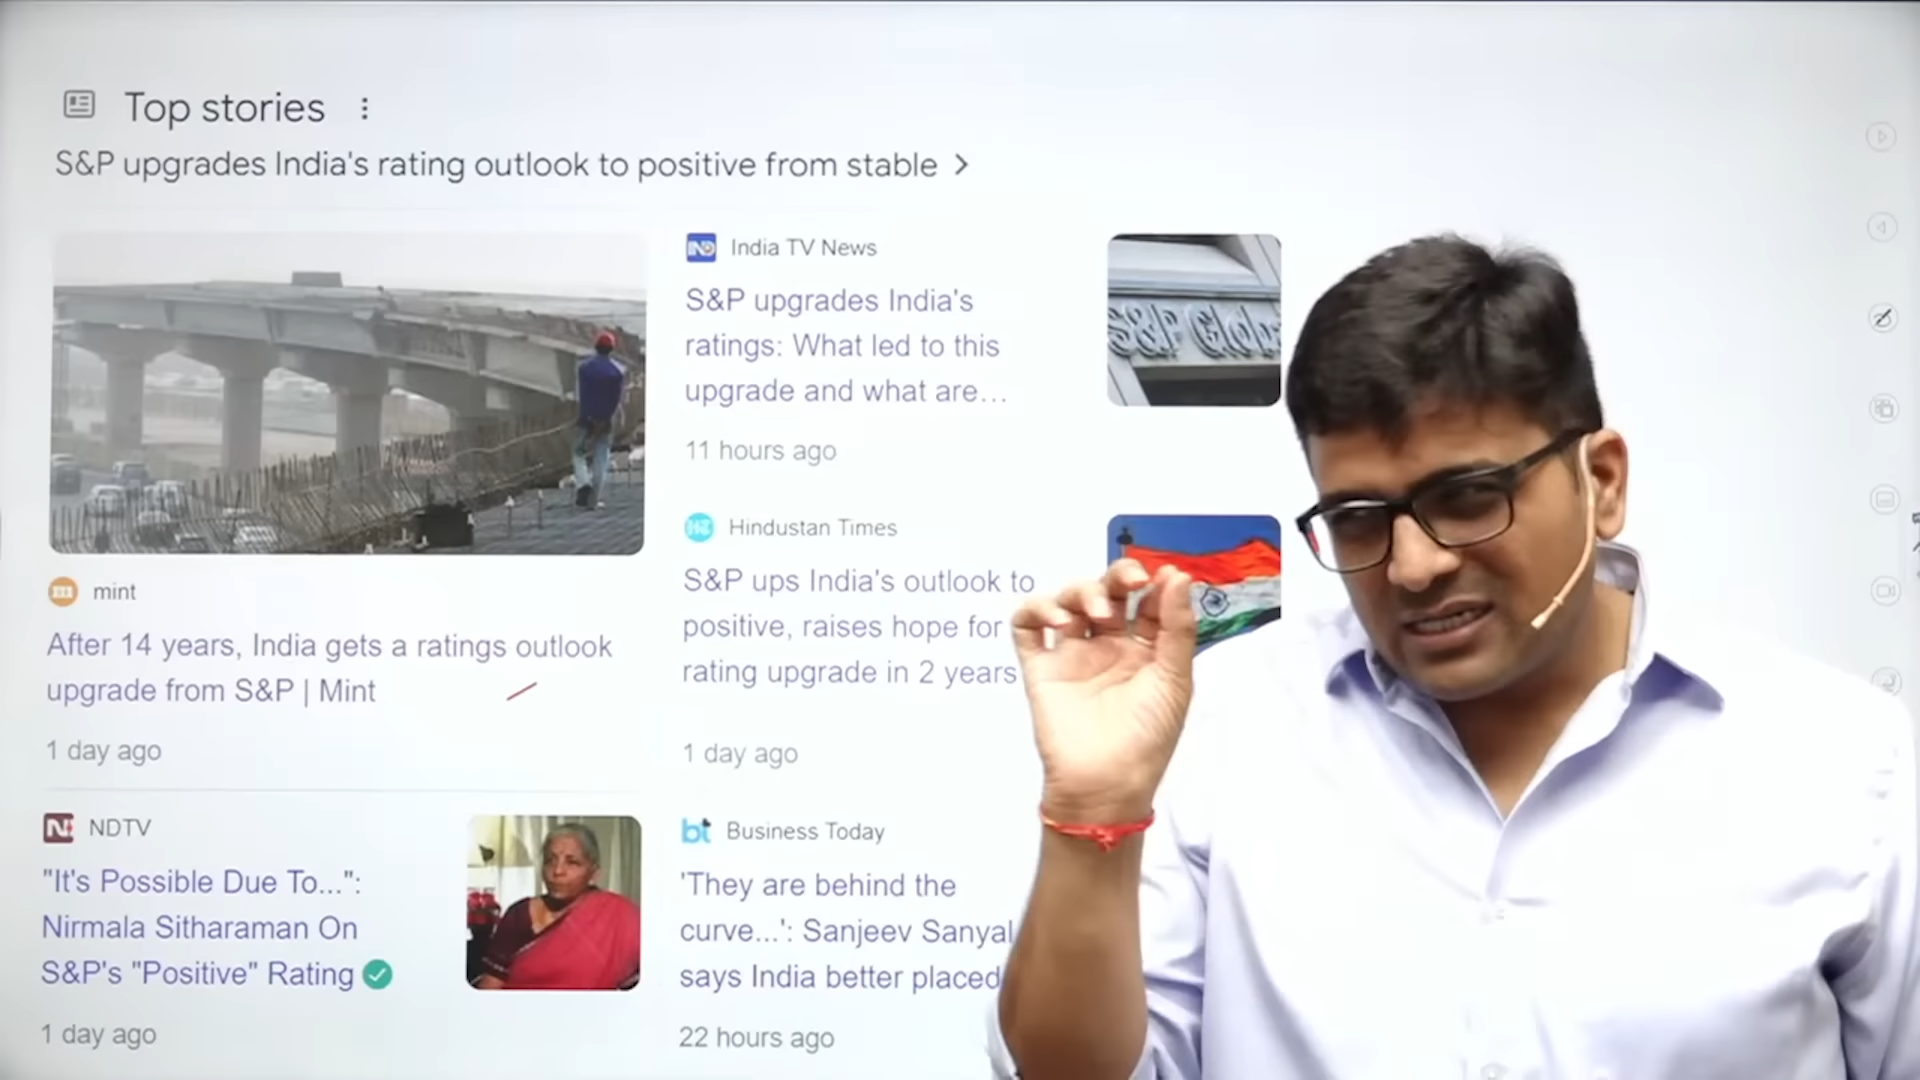 Top stories
S&P upgrades India's rating outlook to positive from stable
India TV News
S&P upgrades India's
ratings: What led to this
upgrade and what are...
11 hours ago
S&P Glob
mint
After 14 years, India gets a ratings outlook
upgrade from S&P | Mint
1 day ago
Hindustan Times
S&P ups India's outlook to
positive, raises hope for
rating upgrade in 2 years
1 day ago
NDTV
"It's Possible Due To...":
Nirmala Sitharaman On
S&P's "Positive" Rating
1 day ago
bt Business Today
'They are behind the
curve...': Sanjeev Sanyal
says India better placed
22 hours ago